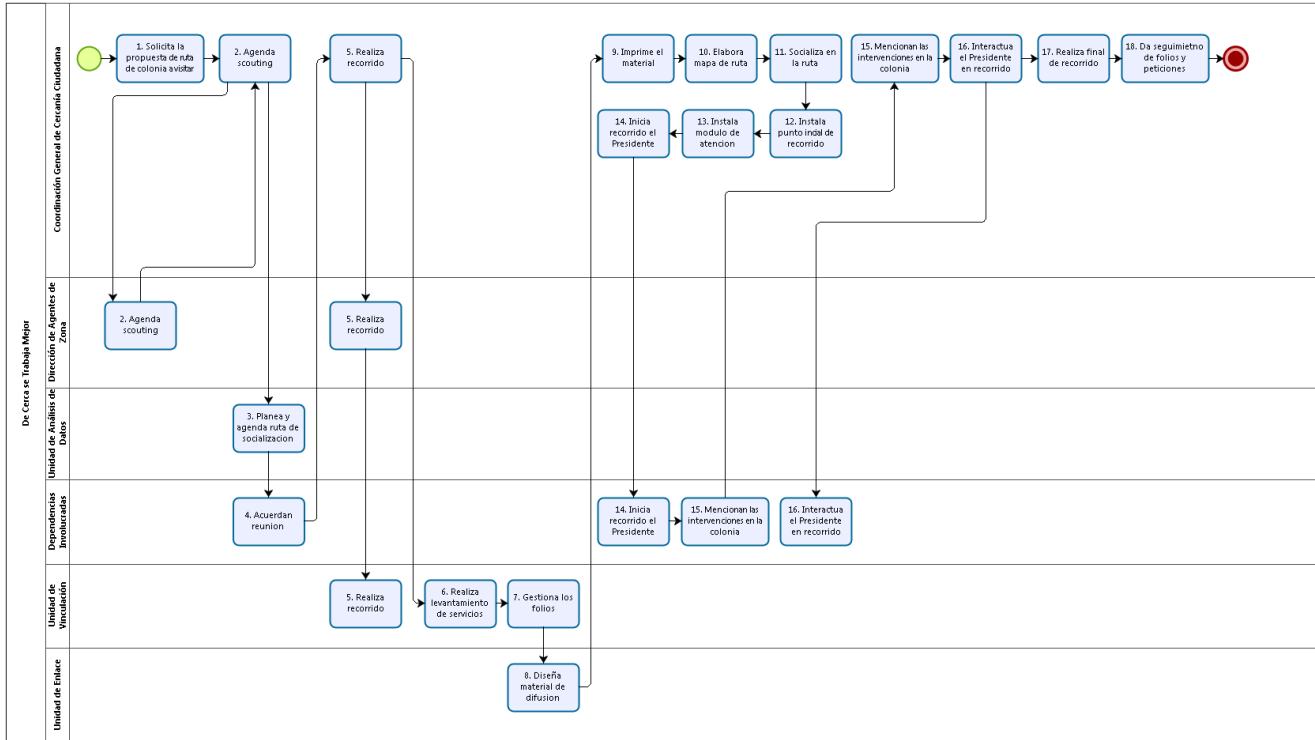 De Cerca se Trabaja Mejor
Coordinación General de Cercanía Ciudadana
1. Solicita la
propuesta de ruta
de colonia a visitar
2. Agenda
scouting
5. Realiza
recorrido
9. Imprime el
material
10. Elabora
mapa de ruta
11. Socializa en
la ruta
15. Mencionan las
intervenciones en la
colonia
16. Interactua
el Presidente
en recorrido
17. Realiza final
de recorrido
18. Da seguimietno
de folios y
peticiones
14. Inicia
recorrido el
Presidente
13. Instala
modulo de
atencion
12. Instala
punto incial de
recorrido
Dirección de Agentes de
Zona
2. Agenda
scouting
5. Realiza
recorrido
Unidad de Análisis de
Datos
3. Planea y
agenda ruta de
socializacion
Dependencias
Involucradas
4. Acuerdan
reunion
14. Inicia
recorrido el
Presidente
15. Mencionan las
intervenciones en la
colonia
16. Interactua
el Presidente
en recorrido
Unidad de
Vinculación
5. Realiza
recorrido
6. Realiza
levantamiento
de servicios
7. Gestiona los
folios
Unidad de Enlace
8. Diseña
material de
difusion